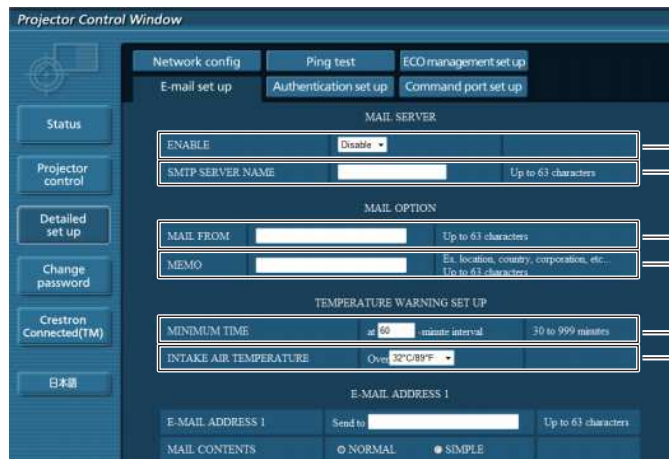 Projector Control Window
Network config Ping test ECO management set up
E-mail set up Authentication set up Command port set up
Status
Projector control
Detailed set up
Change password
Crestron Connected(TM)
日本語
MAIL SERVER
ENABLE Disable
SMTP SERVER NAME Up to 63 characters
MAIL OPTION
MAIL FROM Up to 63 characters
MEMO Ex. location, country, corporation, etc...
Up to 63 characters
TEMPERATURE WARNING SET UP
MINIMUM TIME at 60 -minute interval 30 to 999 minutes
INTAKE AIR TEMPERATURE Over 32°C/89°F
E-MAIL ADDRESS 1
E-MAIL ADDRESS 1 Send to Up to 63 characters
MAIL CONTENTS NORMAL SIMPLE